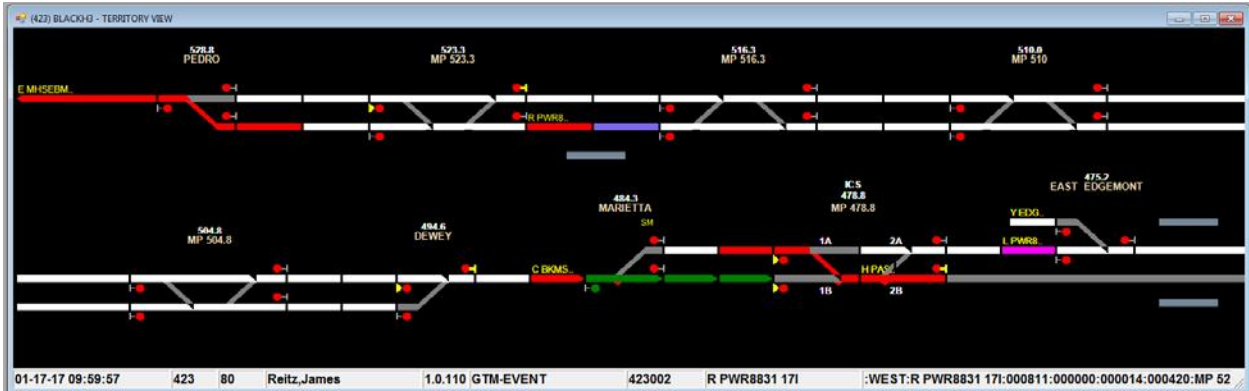 (423) BLACKH3 - TERRITORY VIEW
528.8
PEDRO
523.3
MP 523.3
516.3
MP 516.3
510.0
MP 510
E MHSEBM..
R PWR8..
504.8
MP 504.8
494.6
DEWEY
484.3
MARIETTA
SM
ICS
478.8
MP 478.8
475.2
EAST EDGEMONT
Y EDG..
1A 2A
L PWR8..
C BKMS..
H PAS..
1B 2B
01-17-17 09:59:57 423 80 Reitz,James 1.0.110 GTM-EVENT 423002 R PWR8831 17I :WEST:R PWR8831 17I:000811:000000:000014:000420:MP 52